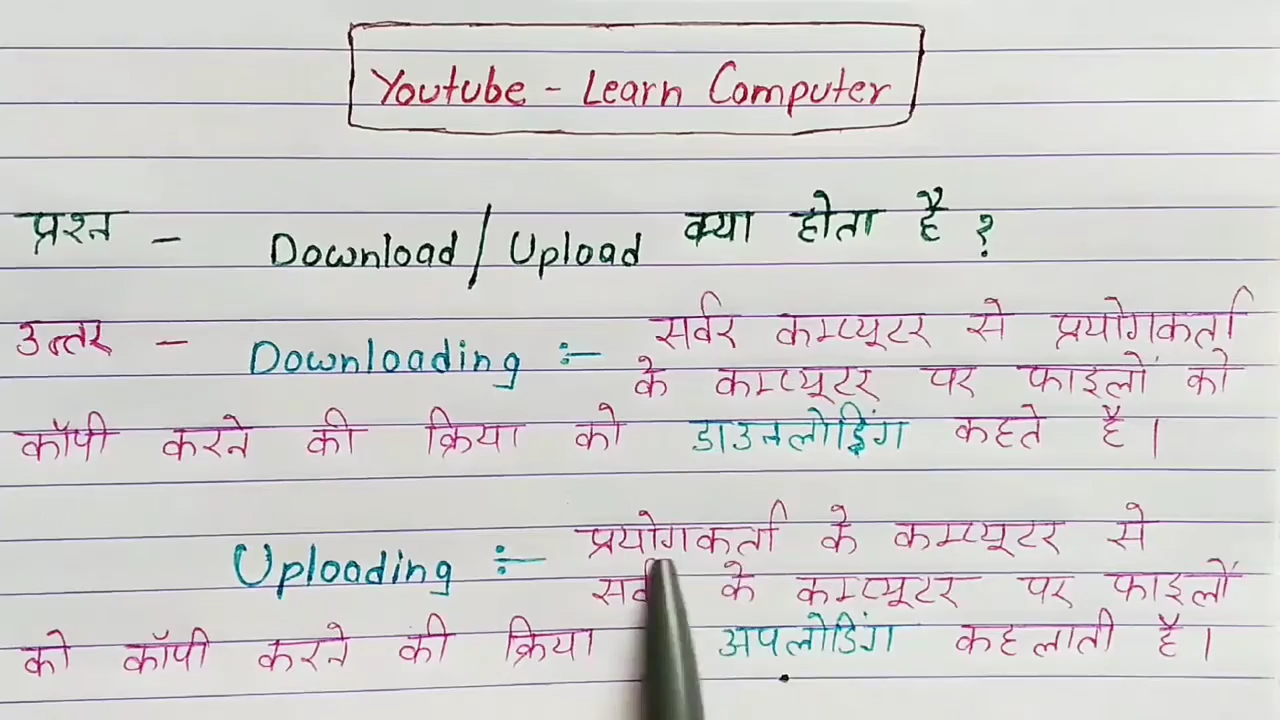 Youtube - Learn Computer
प्रश्न - Download/Upload क्या होता है ?
उत्तर - Downloading :- सर्वर कम्प्यूटर से प्रयोगकर्ता
के कम्प्यूटर पर फाइलों को
कॉपी करने की क्रिया को डाउनलोडिंग कहते है।
Uploading :- प्रयोगकर्ता के कम्प्यूटर से
के कम्प्यूटर पर फाइलों
को कॉपी करने की क्रिया अपलोडिंग कहलाती है।